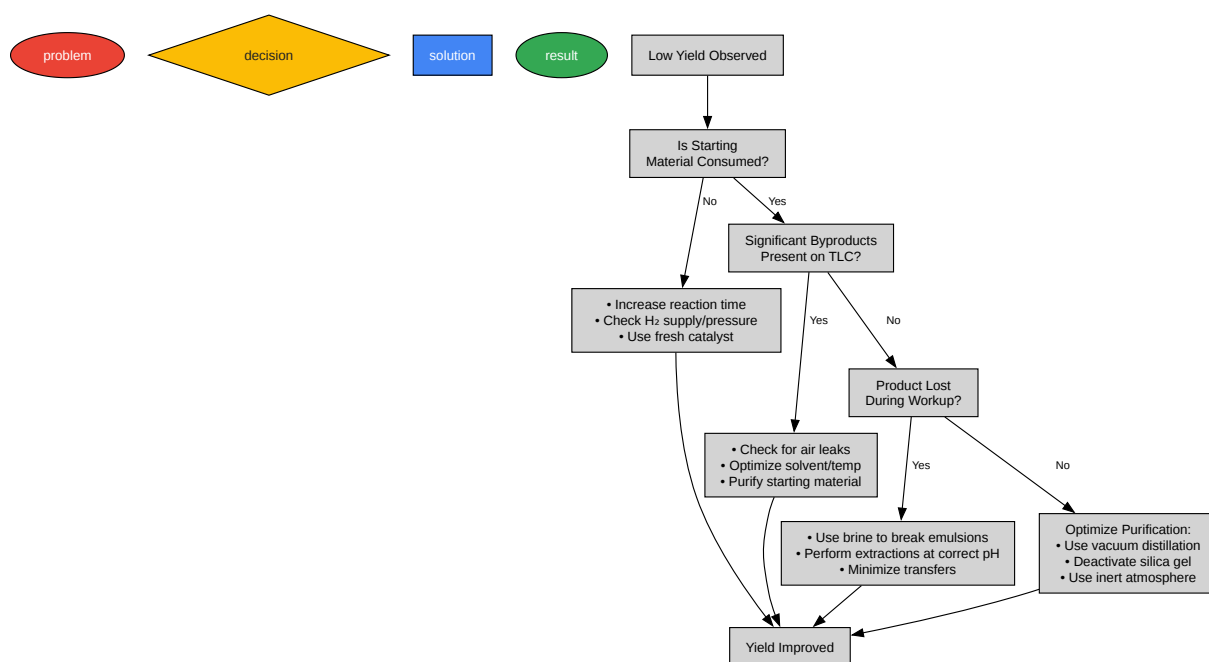 problem
decision
solution
result
Low Yield Observed
Is Starting
Material Consumed?
No
Yes
Significant Byproducts
Present on TLC?
• Increase reaction time
• Check H₂ supply/pressure
• Use fresh catalyst
Yes
No
Product Lost
During Workup?
• Check for air leaks
• Optimize solvent/temp
• Purify starting material
Yes
No
• Use brine to break emulsions
• Perform extractions at correct pH
• Minimize transfers
Optimize Purification:
• Use vacuum distillation
• Deactivate silica gel
• Use inert atmosphere
Yield Improved